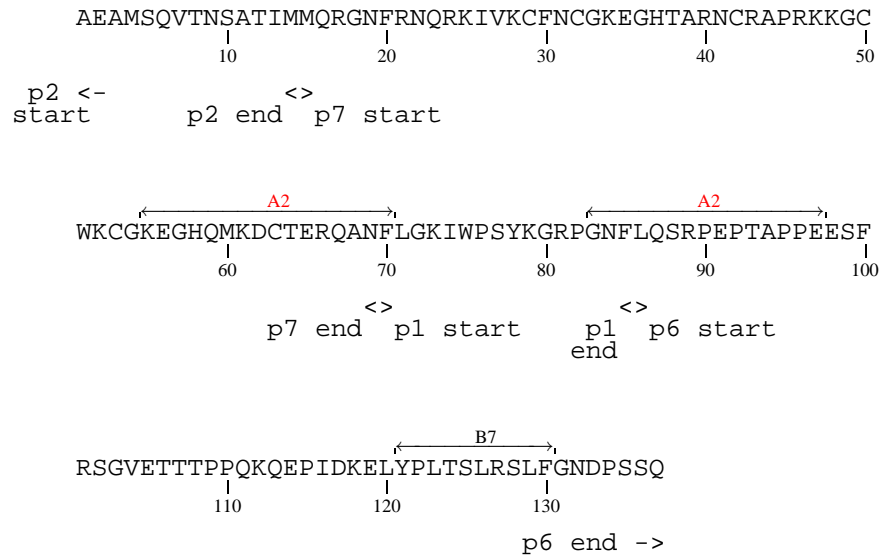 AEAMSQVTNSATIMMQRGNFRNQRKIVKCFNCGKEGHTARNCRAPRKKGC
10 20 30 40 50
p2 <- <>
start p2 end p7 start
A2 A2
WKCGKEGHQMKDCTERQANFLGKIWPSYKGRPGNFLQSRPEPTAPPEESF
60 70 80 90 100
<> <>
p7 end p1 start p1 p6 start
end
B7
RSGVETTTPPQKQEPIDKELYPLTSLRSLFGNDPSSQ
110 120 130
p6 end ->